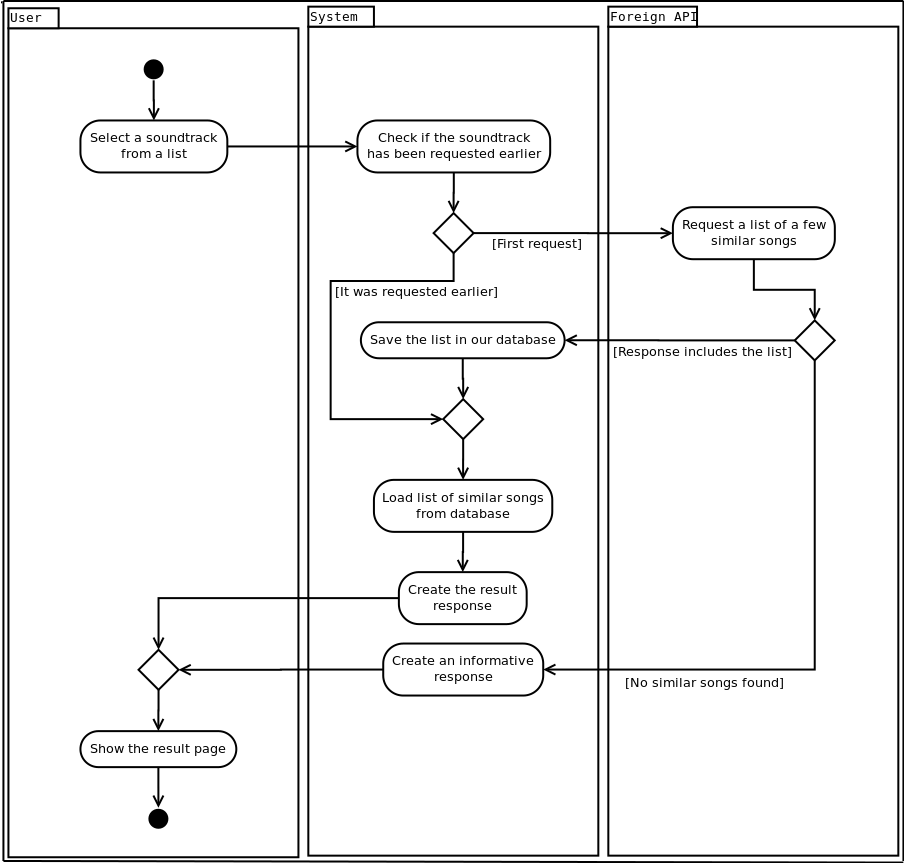 User
System
Foreign API
Select a soundtrack
from a list
Check if the soundtrack
has been requested earlier
Request a list of a few
similar songs
[First request]
[It was requested earlier]
Save the list in our database
[Response includes the list]
Load list of similar songs
from database
Create the result
response
Create an informative
response
[No similar songs found]
Show the result page